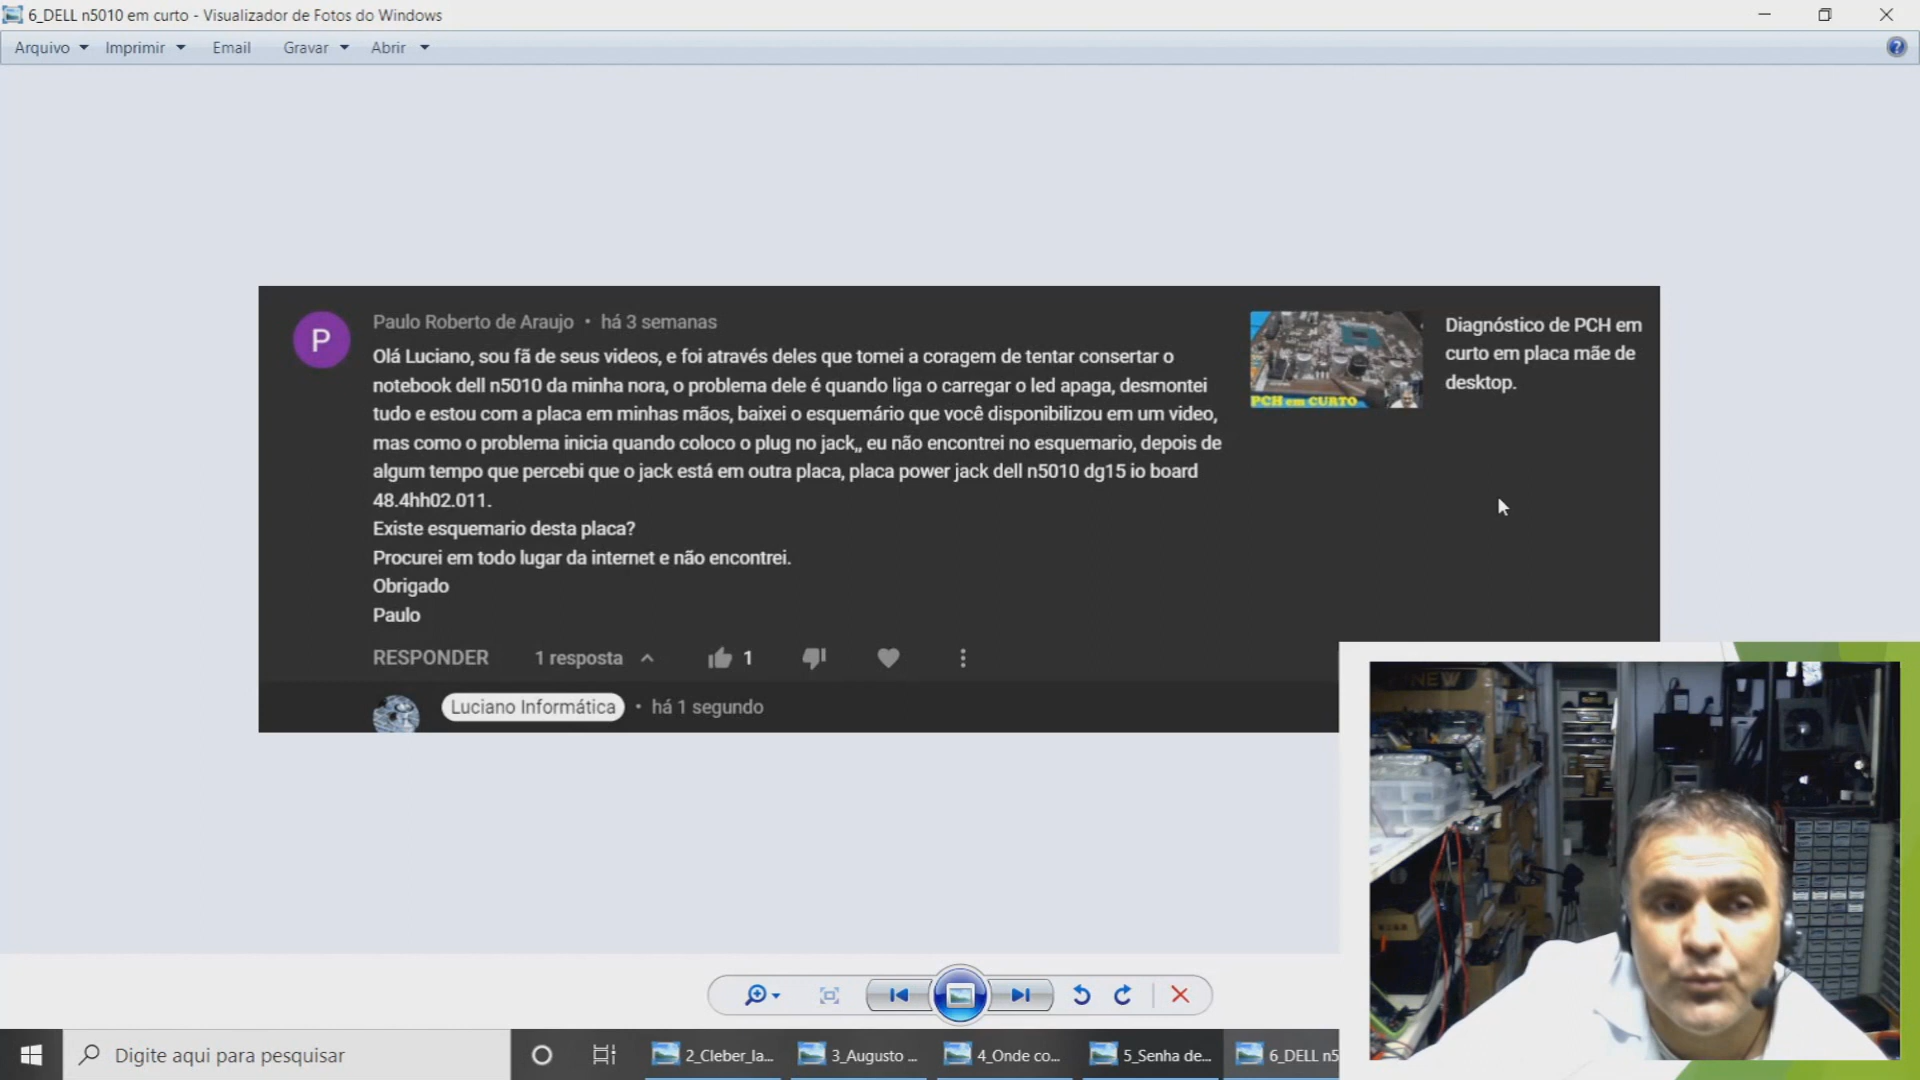 6_DELL n5010 em curto - Visualizador de Fotos do Windows
Arquivo Imprimir Email Gravar Abrir
Paulo Roberto de Araujo • há 3 semanas
P
Olá Luciano, sou fã de seus videos, e foi através deles que tomei a coragem de tentar consertar o
notebook dell n5010 da minha nora, o problema dele é quando liga o carregar o led apaga, desmontei
tudo e estou com a placa em minhas mãos, baixei o esquemário que você disponibilizou em um video,
mas como o problema inicia quando coloco o plug no jack,, eu não encontrei no esquemario, depois de
algum tempo que percebi que o jack está em outra placa, placa power jack dell n5010 dg15 io board
48.4hh02.011.
Existe esquemario desta placa?
Procurei em todo lugar da internet e não encontrei.
Obrigado
Paulo
RESPONDER 1 resposta 1
Luciano Informática • há 1 segundo
PCH em CURTO
Diagnóstico de PCH em
curto em placa mãe de
desktop.
NEW
Digite aqui para pesquisar
2_Cleber_la...
3_Augusto ...
4_Onde co...
5_Senha de...
6_DELL n5